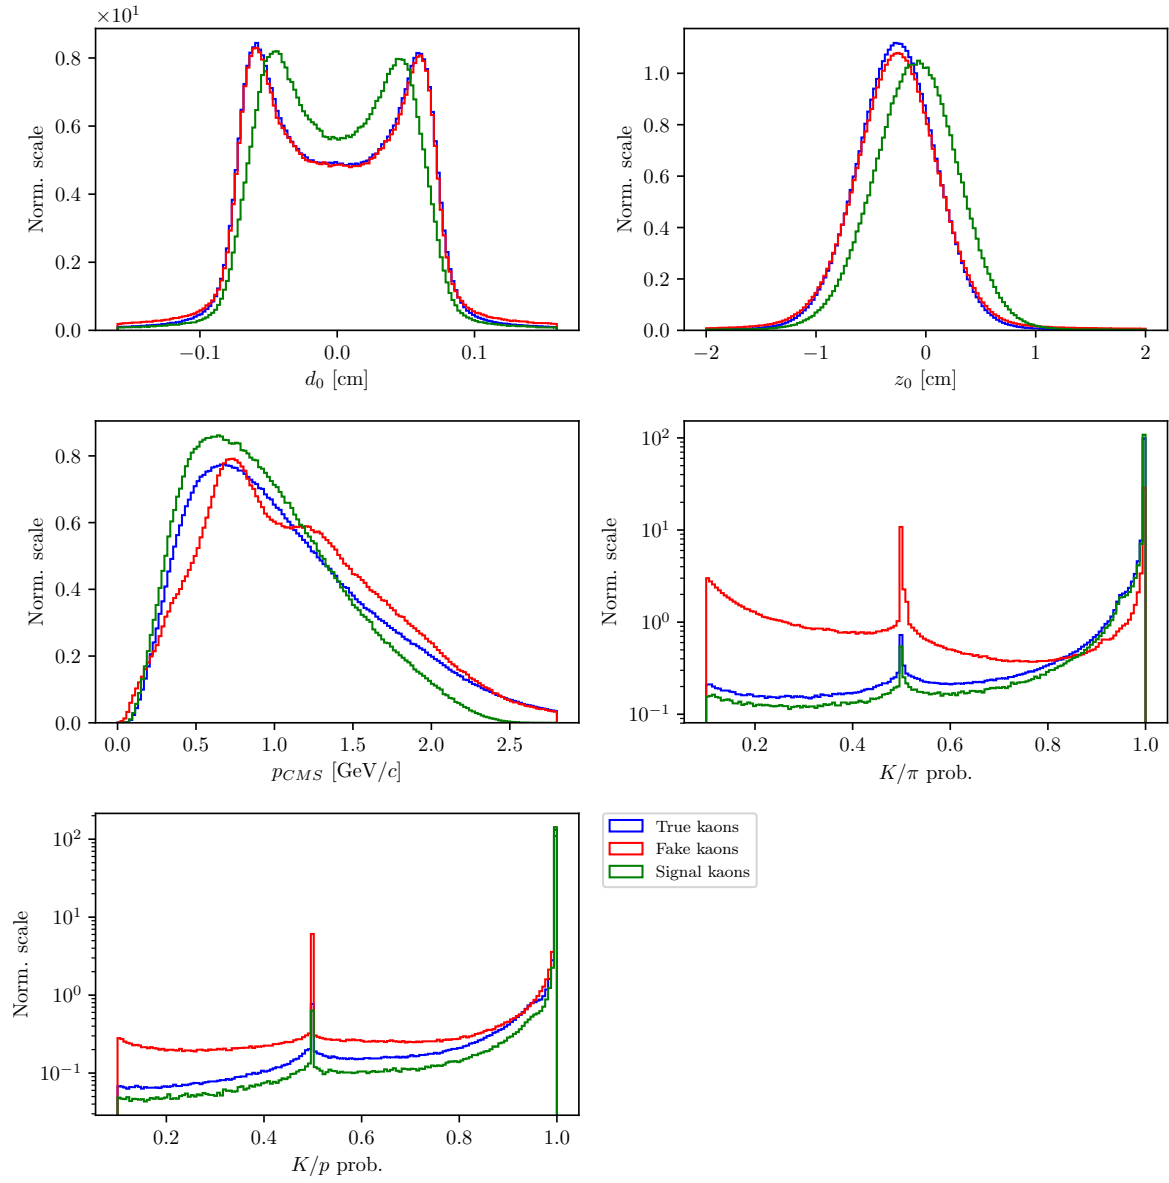 ×10¹
0.8
0.6
0.4
0.2
0.0
Norm. scale
−0.1 0.0 0.1
d₀ [cm]
1.0
0.8
0.6
0.4
0.2
0.0
Norm. scale
−2 −1 0 1 2
z₀ [cm]
0.8
0.6
0.4
0.2
0.0
Norm. scale
0.0 0.5 1.0 1.5 2.0 2.5
p_CMS [GeV/c]
10²
10¹
10⁰
10⁻¹
Norm. scale
0.2 0.4 0.6 0.8 1.0
K/π prob.
10²
10¹
10⁰
10⁻¹
Norm. scale
0.2 0.4 0.6 0.8 1.0
K/p prob.
True kaons
Fake kaons
Signal kaons